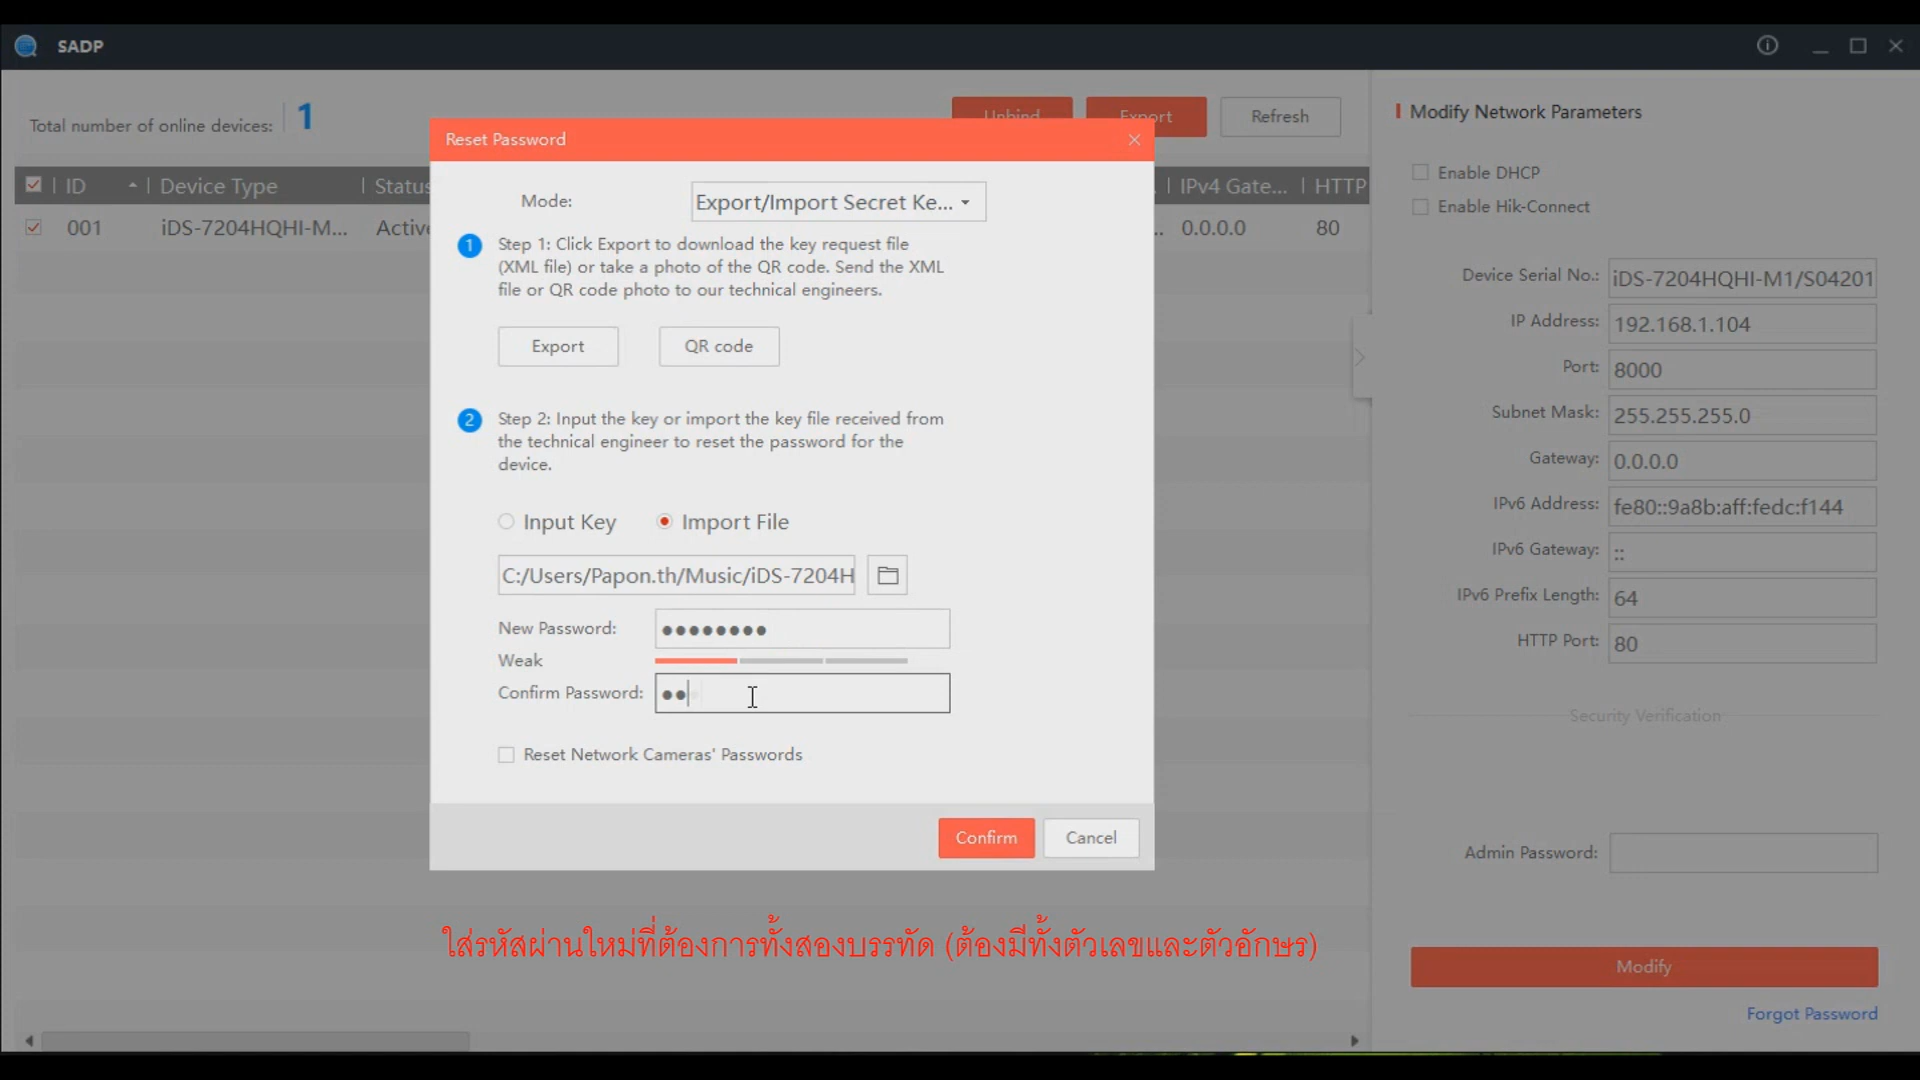 SADP
Total number of online devices: 1
Unbind
Export
Refresh
ID
Device Type
Status
IPv4 Gate...
HTTP
001
iDS-7204HQHI-M...
Active
0.0.0.0
80
Reset Password
Mode:
Export/Import Secret Ke...
1
Step 1: Click Export to download the key request file
(XML file) or take a photo of the QR code. Send the XML
file or QR code photo to our technical engineers.
Export
QR code
2
Step 2: Input the key or import the key file received from
the technical engineer to reset the password for the
device.
Input Key
Import File
C:/Users/Papon.th/Music/iDS-7204H
New Password: ●●●●●●●●
Weak
Confirm Password: ●●
Reset Network Cameras' Passwords
Confirm
Cancel
ใส่รหัสผ่านใหม่ที่ต้องการทั้งสองบรรทัด (ต้องมีทั้งตัวเลขและตัวอักษร)
Modify Network Parameters
Enable DHCP
Enable Hik-Connect
Device Serial No.: iDS-7204HQHI-M1/S04201
IP Address: 192.168.1.104
Port: 8000
Subnet Mask: 255.255.255.0
Gateway: 0.0.0.0
IPv6 Address: fe80::9a8b:aff:fedc:f144
IPv6 Gateway: ::
IPv6 Prefix Length: 64
HTTP Port: 80
Security Verification
Admin Password:
Modify
Forgot Password